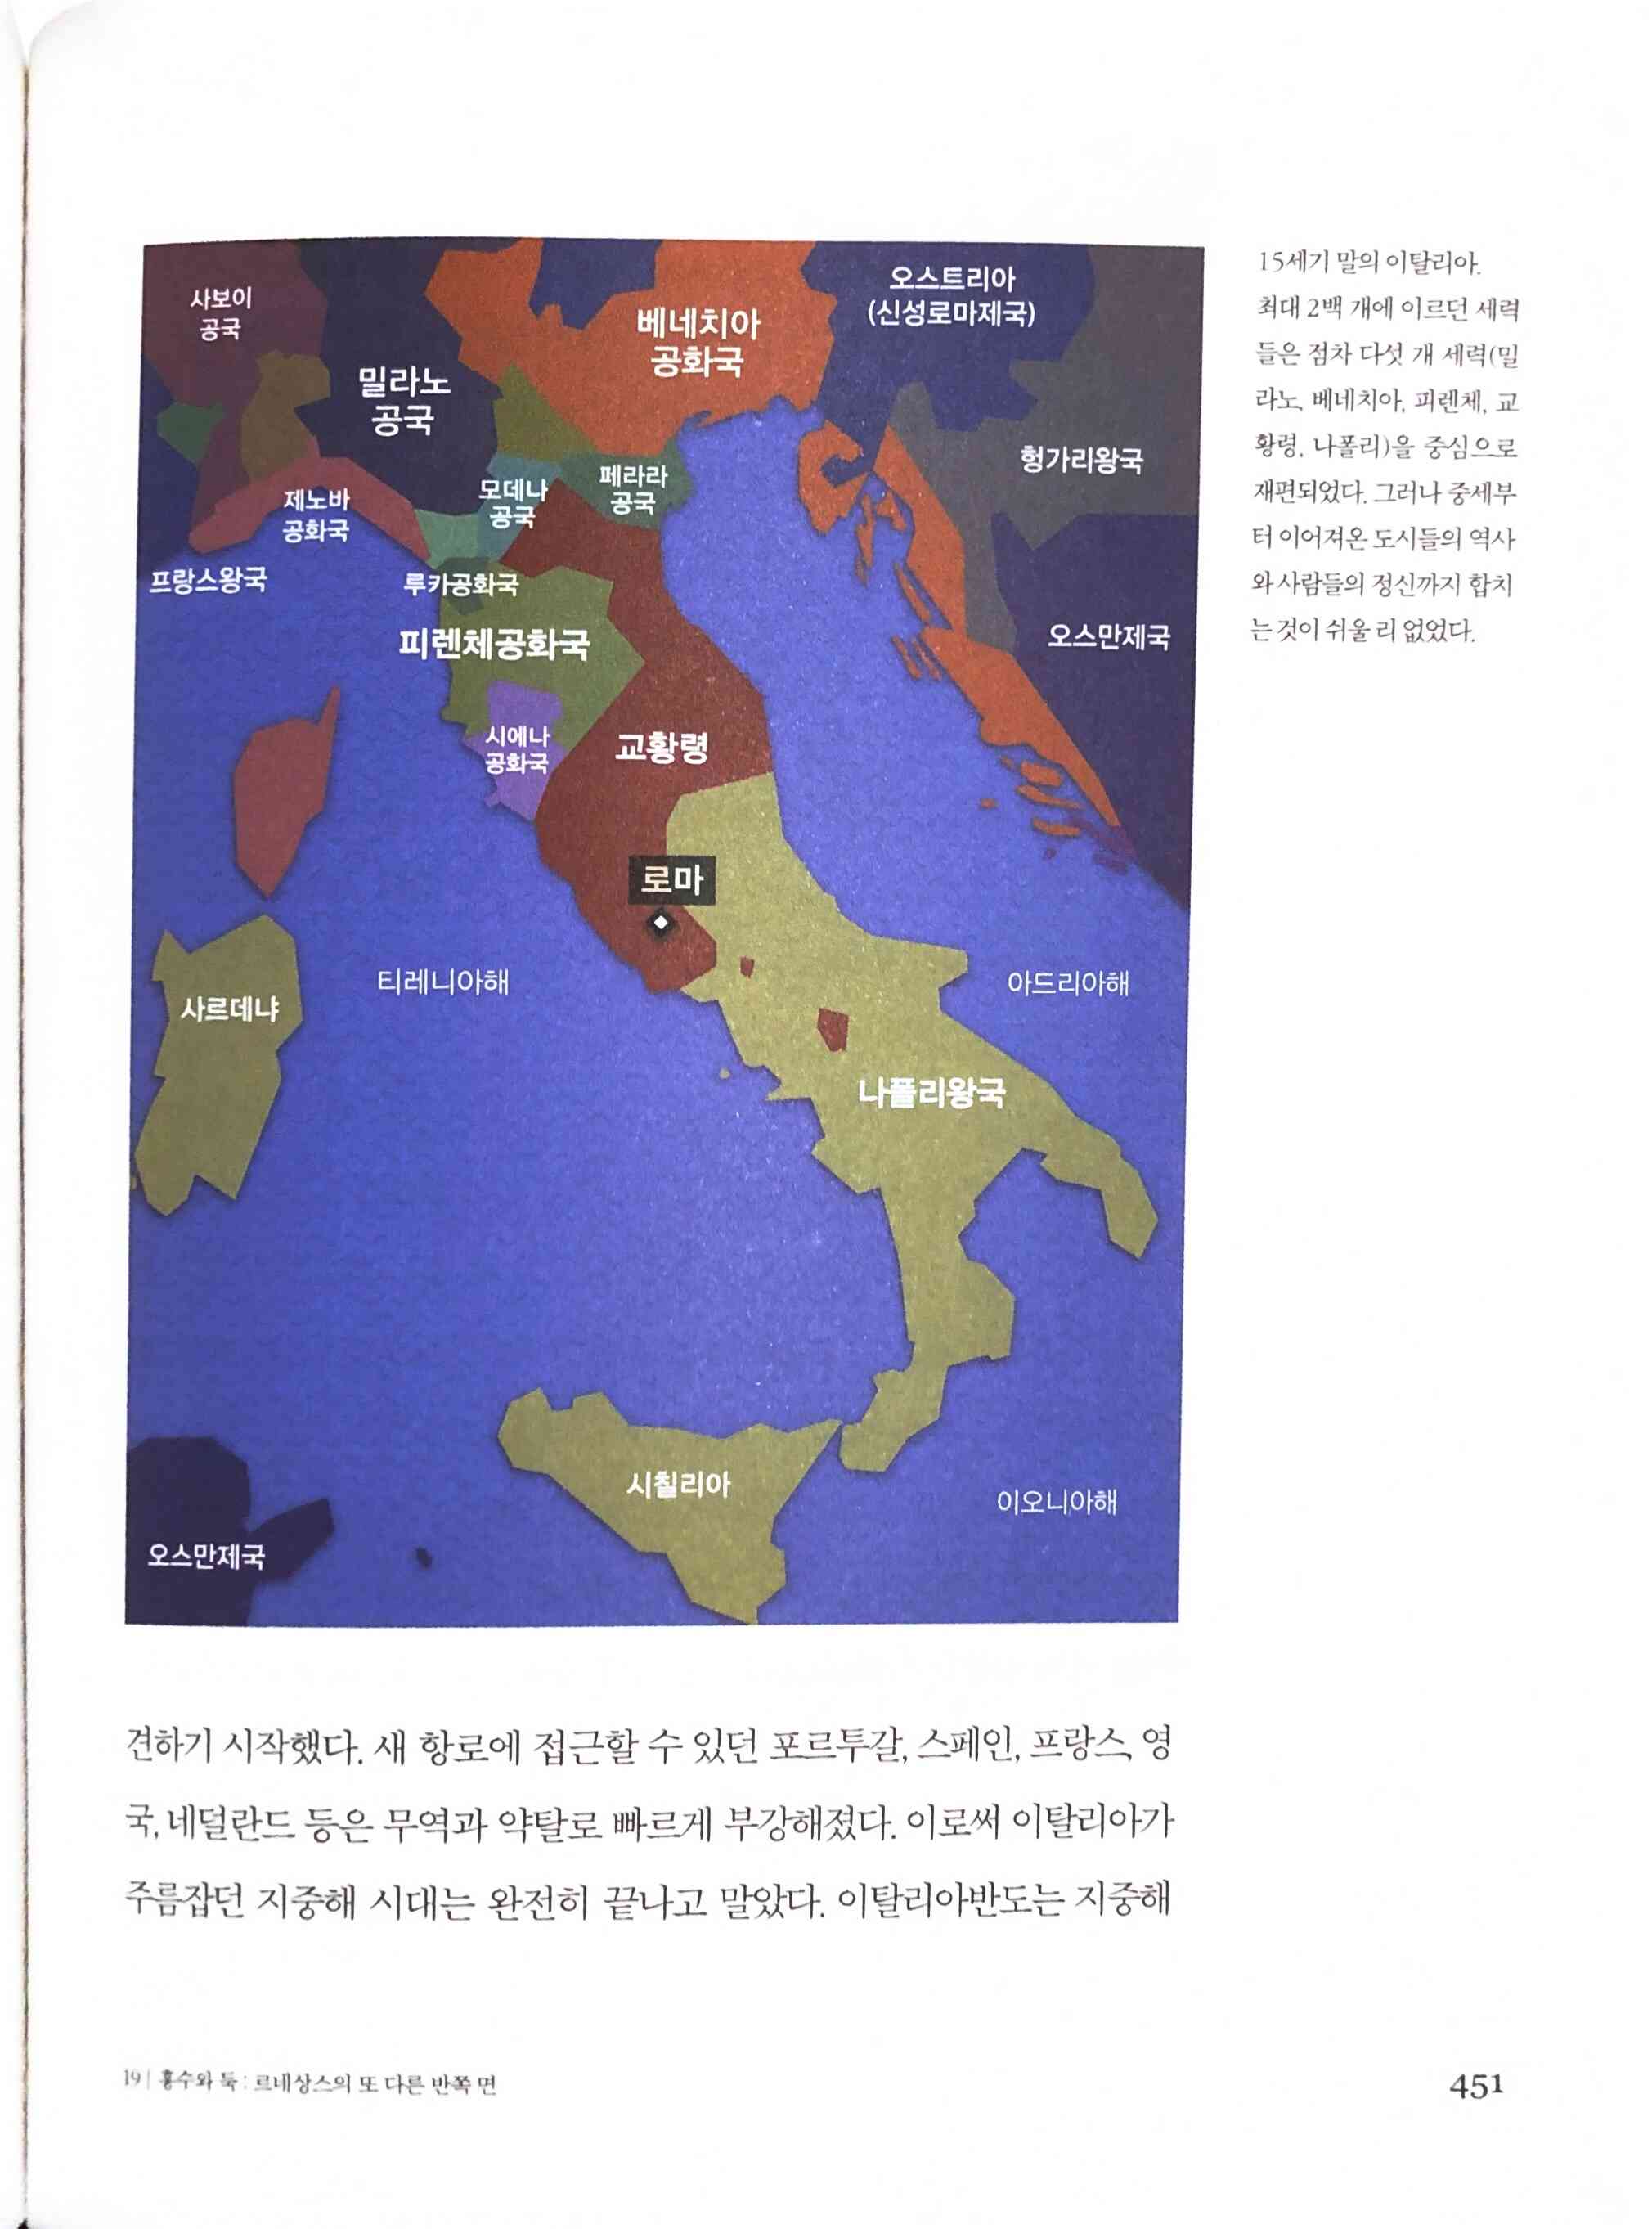 사보이
공국
밀라노
공국
베네치아
공화국
오스트리아
(신성로마제국)
헝가리왕국
제노바
공화국
모데나
공국
페라라
공국
프랑스왕국
루카공화국
피렌체공화국
오스만제국
시에나
공화국
교황령
로마
티레니아해
아드리아해
사르데냐
나폴리왕국
시칠리아
이오니아해
오스만제국
15세기 말의 이탈리아.
최대 2백 개에 이르던 세력
들은 점차 다섯 개 세력(밀
라노, 베네치아, 피렌체, 교
황령, 나폴리)을 중심으로
재편되었다. 그러나 중세부
터 이어져온 도시들의 역사
와 사람들의 정신까지 합치
는 것이 쉬울 리 없었다.
견하기 시작했다. 새 항로에 접근할 수 있던 포르투갈, 스페인, 프랑스, 영
국, 네덜란드 등은 무역과 약탈로 빠르게 부강해졌다. 이로써 이탈리아가
주름잡던 지중해 시대는 완전히 끝나고 말았다. 이탈리아반도는 지중해
19 | 홍수와 둑 : 르네상스의 또 다른 반쪽 면
451